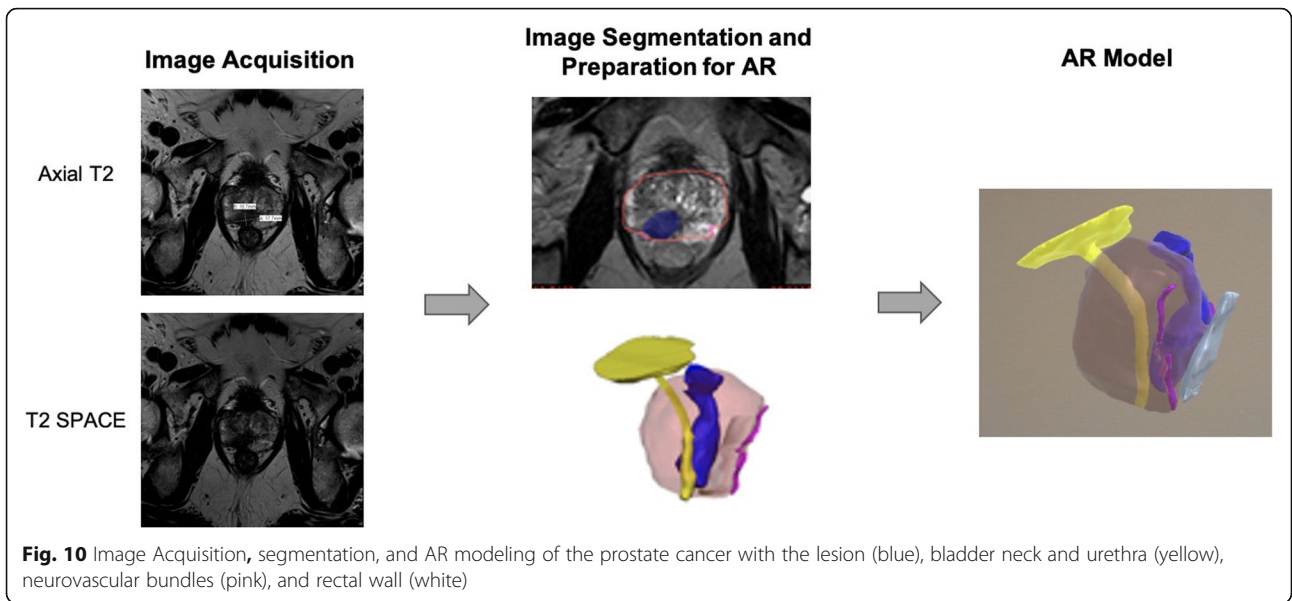 Image Acquisition
Image Segmentation and
Preparation for AR
AR Model
Axial T2
T2 SPACE
Fig. 10 Image Acquisition, segmentation, and AR modeling of the prostate cancer with the lesion (blue), bladder neck and urethra (yellow),
neurovascular bundles (pink), and rectal wall (white)